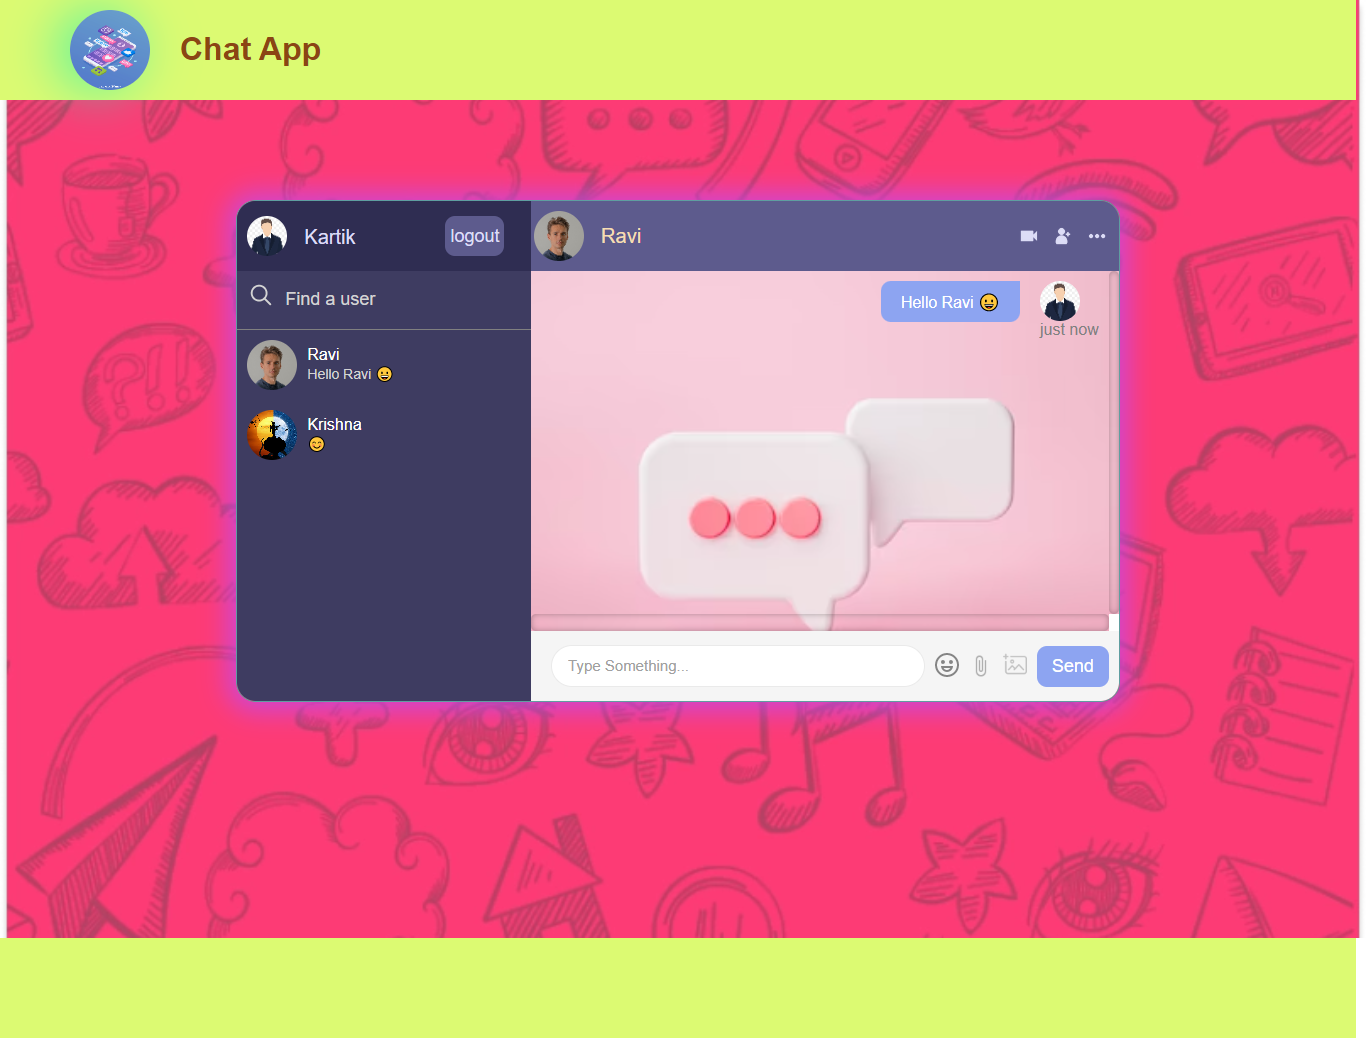 Chat App
Kartik
logout
Ravi
Find a user
Hello Ravi 😀
just now
Ravi
Hello Ravi 😀
Krishna
😊
Type Something...
Send